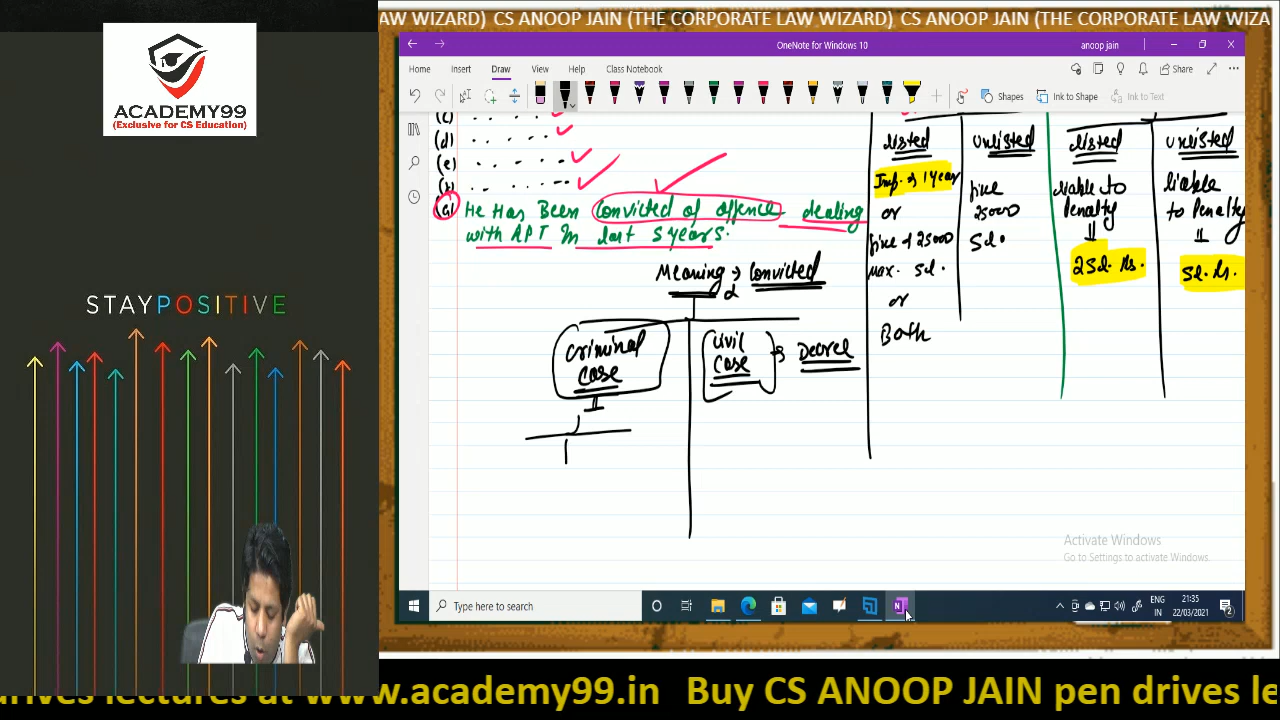 AW WIZARD) CS ANOOP JAIN (THE CORPORATE LAW WIZARD) CS ANOOP JAIN (THE CORPORATE LAW WIZA
ACADEMY99
(Exclusive for CS Education)
STAYPOSITIVE
OneNote for Windows 10
anoop jain
Home Insert Draw View Help Class Notebook
Share
Shapes
Ink to Shape
Ink to Text
(c)
(d)
(e)
(g) He Has Been convicted of offence dealing
with RPT in last 5 years.
Meaning of convicted
Criminal
case
Civil
case
Decree
Listed
Imp. of 1 year
or
fine of 25000
max. 5l.
or
Both
Unlisted
fine
25000
5l.
Listed
liable to
Penalty
25l. Rs.
Unlisted
liable
to Penalty
5l. Rs.
Activate Windows
Go to Settings to activate Windows.
Type here to search
ENG
IN
21:35
22/03/2021
2
drives lectures at www.academy99.in Buy CS ANOOP JAIN pen drives le